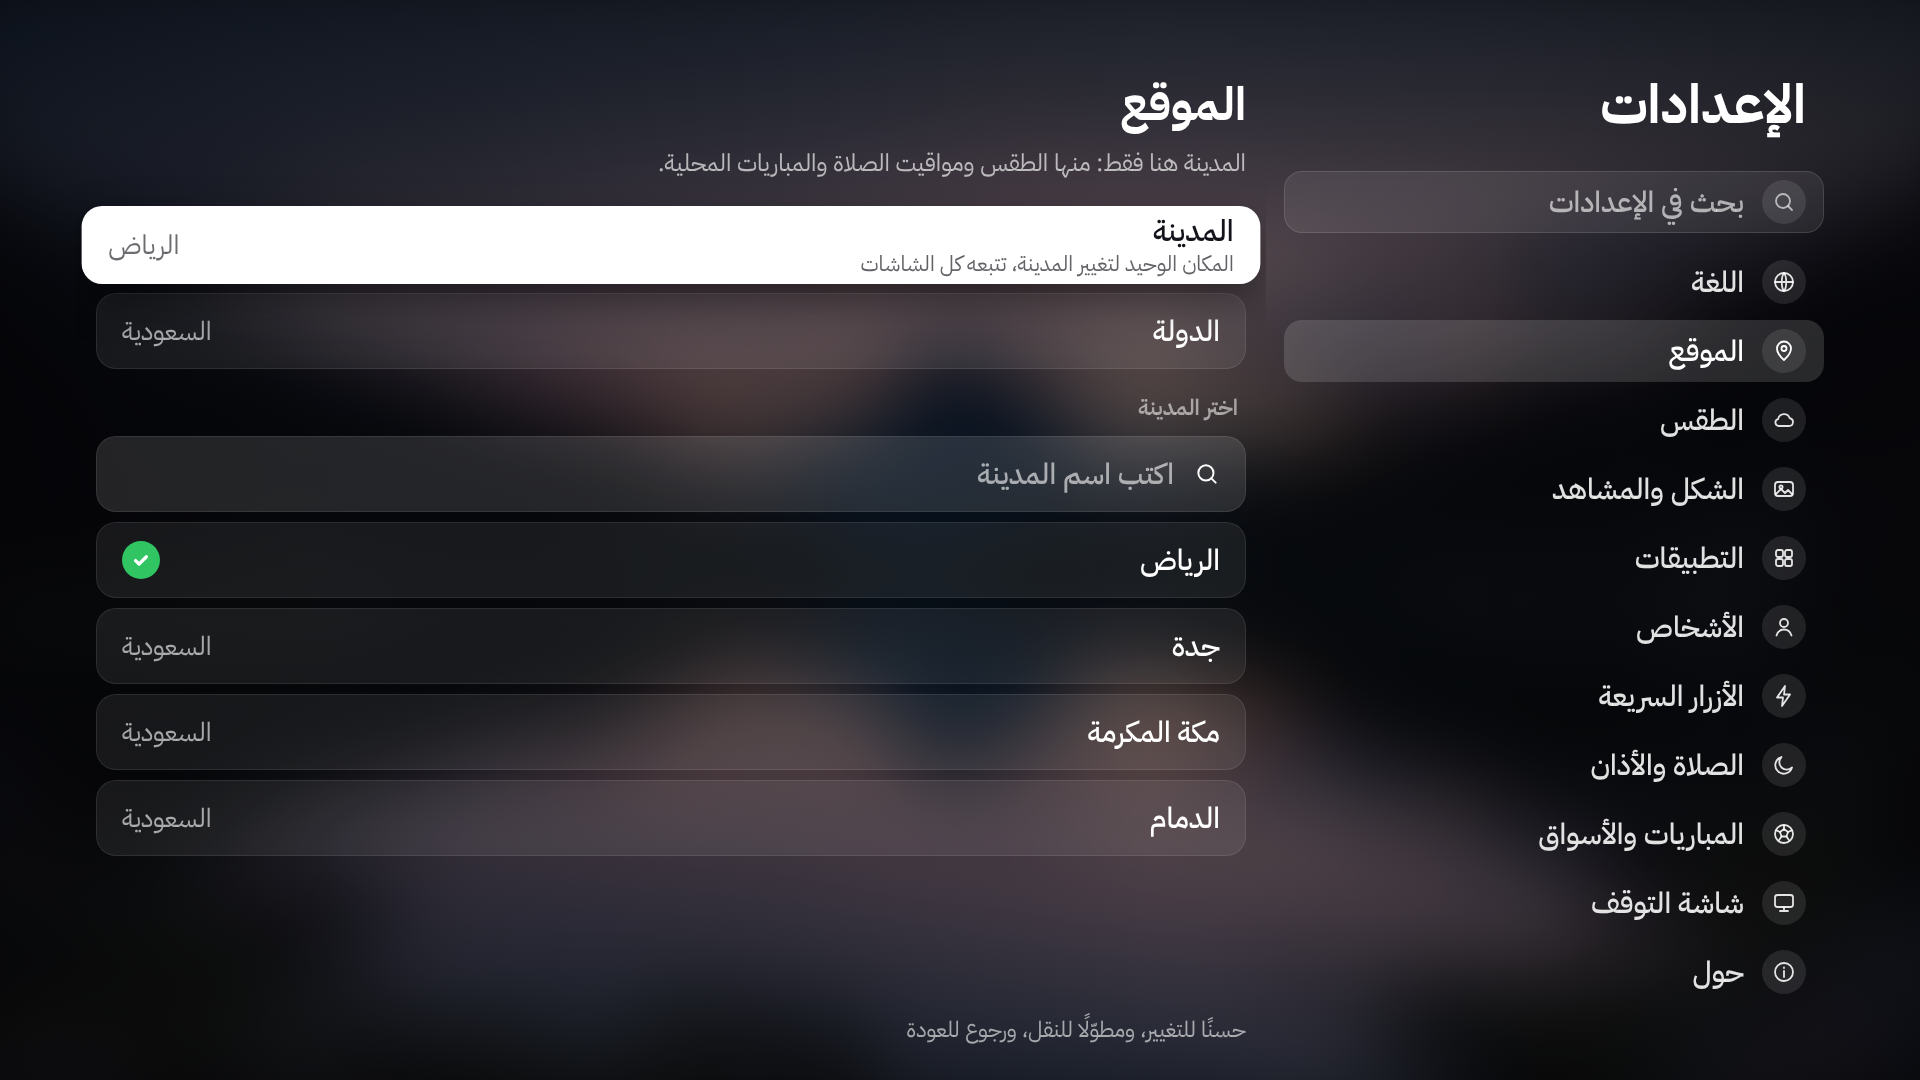 الإعدادات
بحث في الإعدادات
اللغة
الموقع
الطقس
الشكل والمشاهد
التطبيقات
الأشخاص
الأزرار السريعة
الصلاة والأذان
المباريات والأسواق
شاشة التوقف
حول
الموقع
المدينة هنا فقط: منها الطقس ومواقيت الصلاة والمباريات المحلية.
المدينة
الرياض
المكان الوحيد لتغيير المدينة، تتبعه كل الشاشات
الدولة السعودية
اختر المدينة
اكتب اسم المدينة
الرياض
جدة السعودية
مكة المكرمة السعودية
الدمام السعودية
حسنًا للتغيير، ومطوّلًا للنقل، ورجوع للعودة